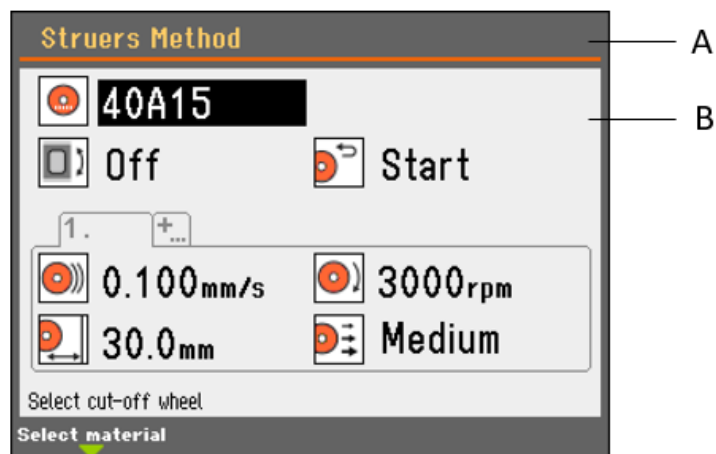 Struers Method
A
40A15
B
Off Start
1. +...
0.100mm/s 3000rpm
30.0mm Medium
Select cut-off wheel
Select material